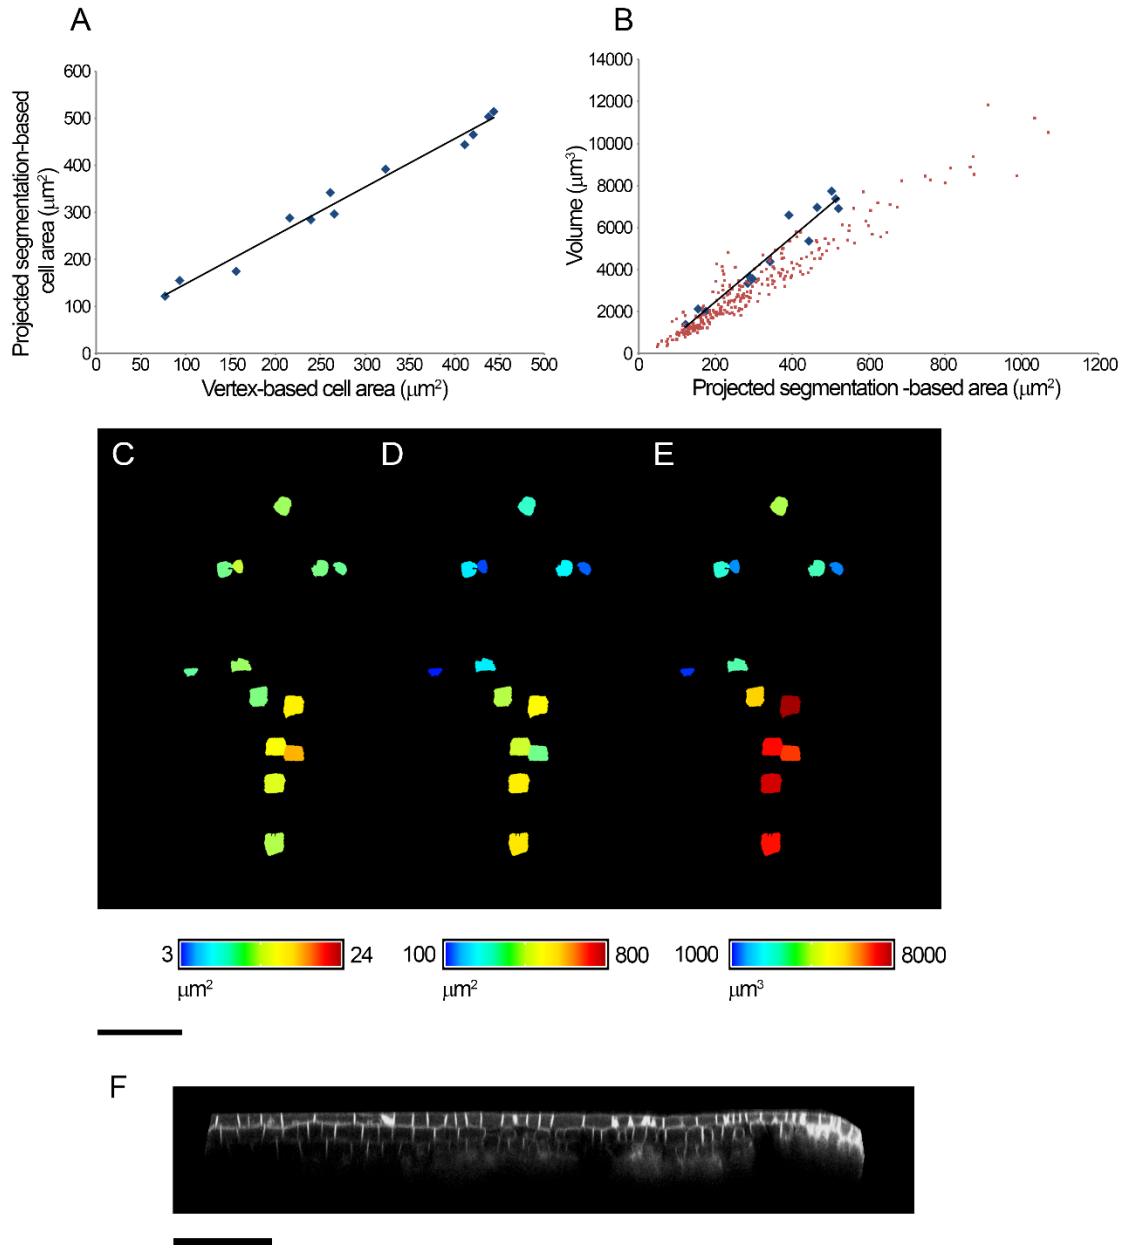 A
B
Projected segmentation-based
cell area (μm²)
600
500
400
300
200
100
0
0 50 100 150 200 250 300 350 400 450 500
Vertex-based cell area (μm²)
Volume (μm³)
14000
12000
10000
8000
6000
4000
2000
0
0 200 400 600 800 1000 1200
Projected segmentation -based area (μm²)
C D E
3 24
μm²
100 800
μm²
1000 8000
μm³
F